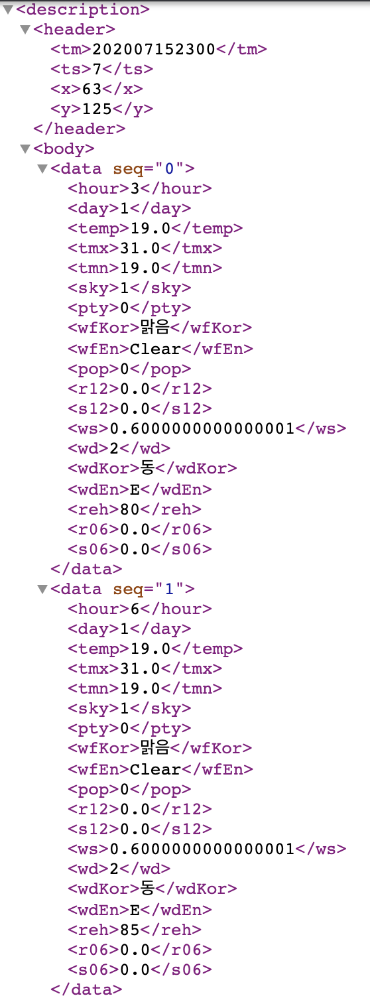 <description>
<header>
<tm>202007152300</tm>
<ts>7</ts>
<x>63</x>
<y>125</y>
</header>
<body>
<data seq="0">
<hour>3</hour>
<day>1</day>
<temp>19.0</temp>
<tmx>31.0</tmx>
<tmn>19.0</tmn>
<sky>1</sky>
<pty>0</pty>
<wfKor>맑음</wfKor>
<wfEn>Clear</wfEn>
<pop>0</pop>
<r12>0.0</r12>
<s12>0.0</s12>
<ws>0.6000000000000001</ws>
<wd>2</wd>
<wdKor>동</wdKor>
<wdEn>E</wdEn>
<reh>80</reh>
<r06>0.0</r06>
<s06>0.0</s06>
</data>
<data seq="1">
<hour>6</hour>
<day>1</day>
<temp>19.0</temp>
<tmx>31.0</tmx>
<tmn>19.0</tmn>
<sky>1</sky>
<pty>0</pty>
<wfKor>맑음</wfKor>
<wfEn>Clear</wfEn>
<pop>0</pop>
<r12>0.0</r12>
<s12>0.0</s12>
<ws>0.6000000000000001</ws>
<wd>2</wd>
<wdKor>동</wdKor>
<wdEn>E</wdEn>
<reh>85</reh>
<r06>0.0</r06>
<s06>0.0</s06>
</data>